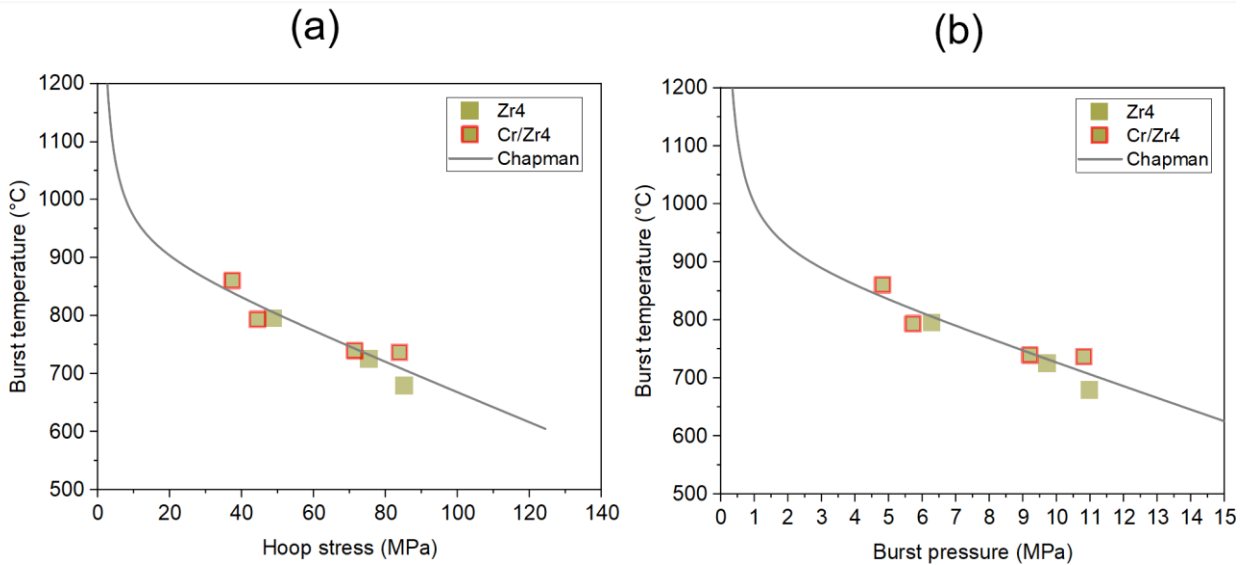 (a)
1200
1100
1000
900
800
700
600
500
0 20 40 60 80 100 120 140
Burst temperature (°C)
Hoop stress (MPa)
Zr4
Cr/Zr4
Chapman
(b)
1200
1100
1000
900
800
700
600
500
0 1 2 3 4 5 6 7 8 9 10 11 12 13 14 15
Burst temperature (°C)
Burst pressure (MPa)
Zr4
Cr/Zr4
Chapman